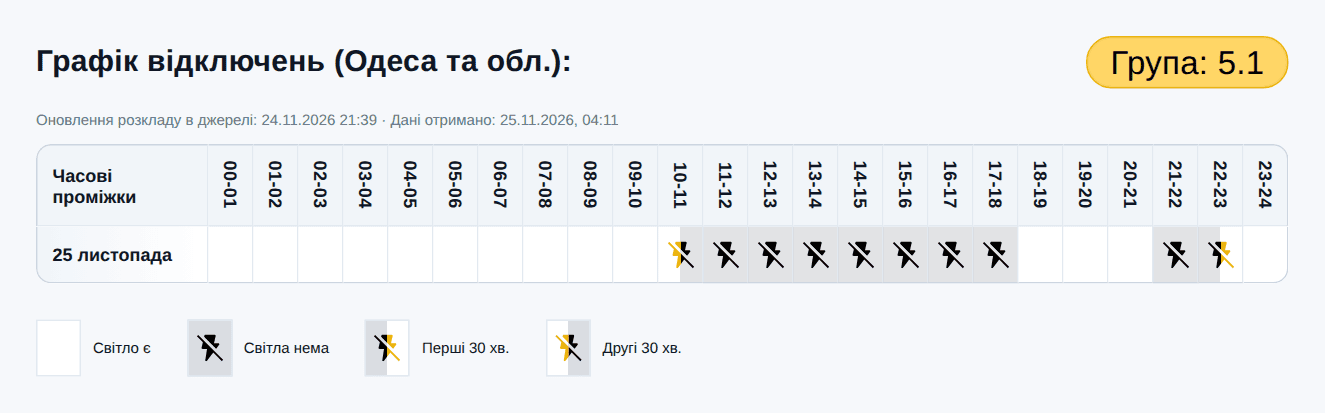 Графік відключень (Одеса та обл.):
Група: 5.1
Оновлення розкладу в джерелі: 24.11.2026 21:39 · Дані отримано: 25.11.2026, 04:11
Часові
проміжки
00-01
01-02
02-03
03-04
04-05
05-06
06-07
07-08
08-09
09-10
10-11
11-12
12-13
13-14
14-15
15-16
16-17
17-18
18-19
19-20
20-21
21-22
22-23
23-24
25 листопада
Світло є
Світла нема
Перші 30 хв.
Другі 30 хв.